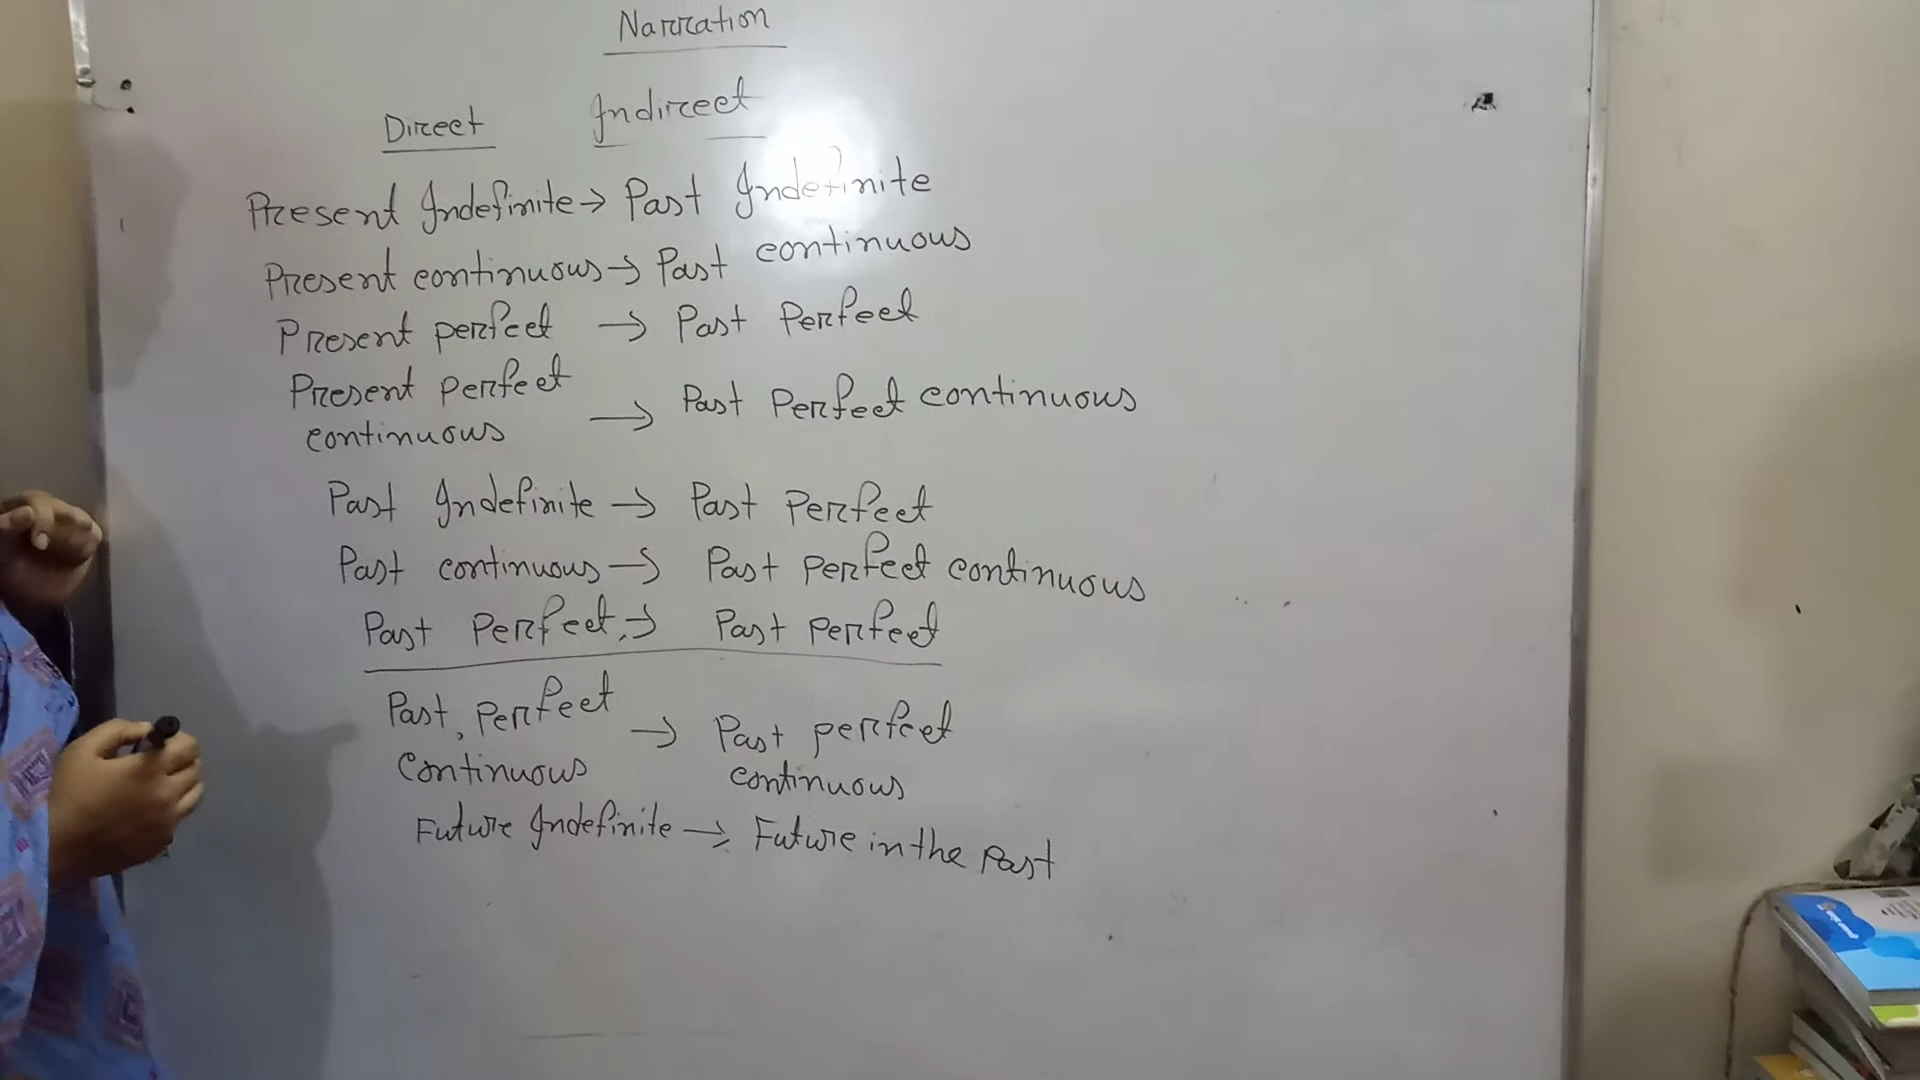 Narration
Direct Indirect
Present Indefinite → Past Indefinite
Present continuous → Past continuous
Present perfect → Past Perfect
Present perfect
continuous → Past Perfect continuous
Past Indefinite → Past Perfect
Past continuous → Past perfect continuous
Past Perfect → Past perfect
Past perfect → Past perfect
continuous continuous
Future Indefinite → Future in the Past